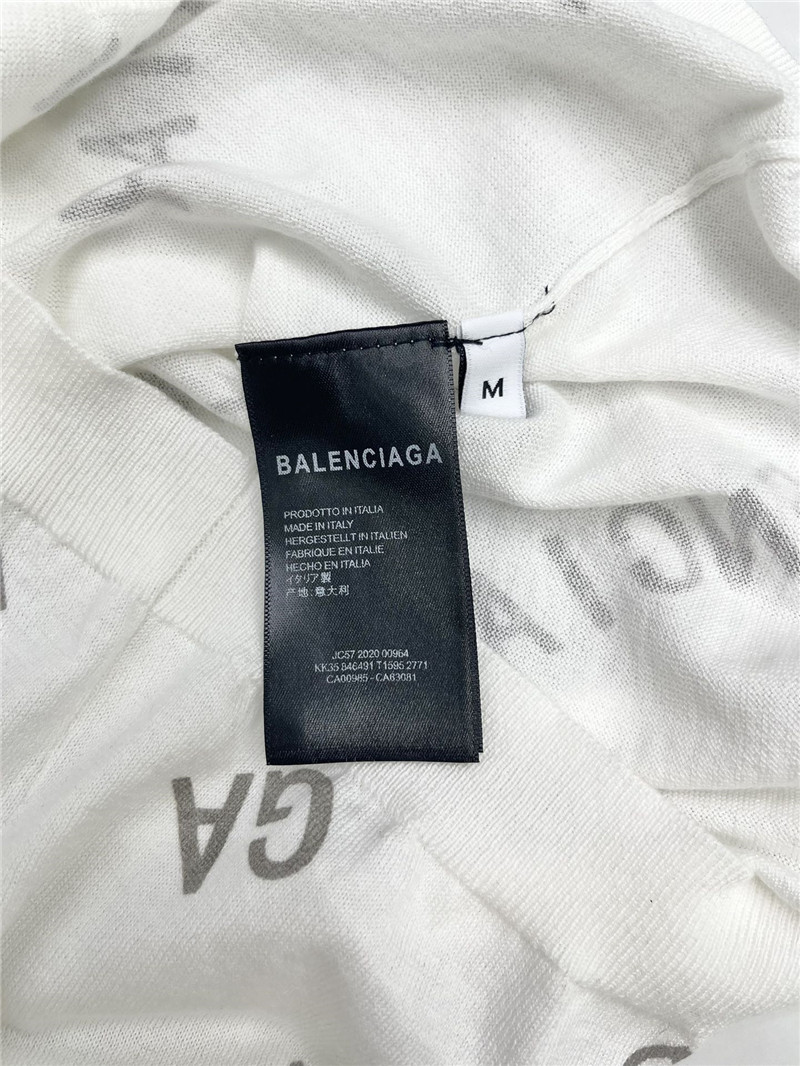 M
BALENCIAGA
PRODOTTO IN ITALIA
MADE IN ITALY
HERGESTELLT IN ITALIEN
FABRIQUE EN ITALIE
HECHO EN ITALIA
イタリア製
产地:意大利
JC57 2020 00964
KK35 846491 T1595 2771
CA00985-CA63081
GA